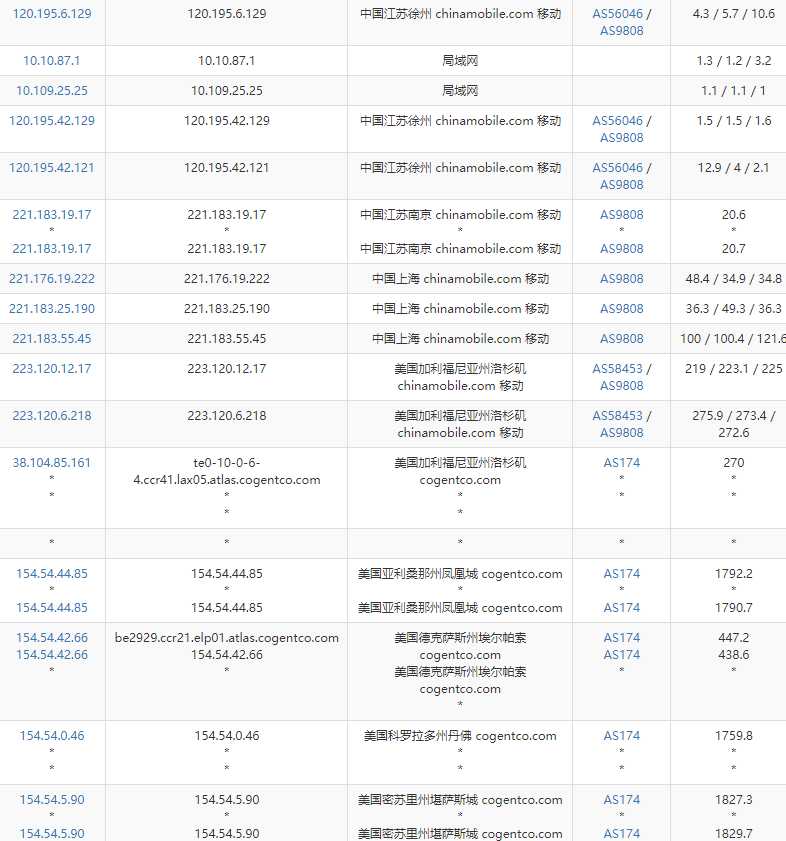 120.195.6.129 120.195.6.129 中国江苏徐州 chinamobile.com 移动 AS56046 / 4.3 / 5.7 / 10.6
AS9808
10.10.87.1 10.10.87.1 局域网 1.3 / 1.2 / 3.2
10.109.25.25 10.109.25.25 局域网 1.1 / 1.1 / 1
120.195.42.129 120.195.42.129 中国江苏徐州 chinamobile.com 移动 AS56046 / 1.5 / 1.5 / 1.6
AS9808
120.195.42.121 120.195.42.121 中国江苏徐州 chinamobile.com 移动 AS56046 / 12.9 / 4 / 2.1
AS9808
221.183.19.17 221.183.19.17 中国江苏南京 chinamobile.com 移动 AS9808 20.6
* * * * *
221.183.19.17 221.183.19.17 中国江苏南京 chinamobile.com 移动 AS9808 20.7
221.176.19.222 221.176.19.222 中国上海 chinamobile.com 移动 AS9808 48.4 / 34.9 / 34.8
221.183.25.190 221.183.25.190 中国上海 chinamobile.com 移动 AS9808 36.3 / 49.3 / 36.3
221.183.55.45 221.183.55.45 中国上海 chinamobile.com 移动 AS9808 100 / 100.4 / 121.6
223.120.12.17 223.120.12.17 美国加利福尼亚州洛杉矶 AS58453 / 219 / 223.1 / 225
chinamobile.com 移动 AS9808
223.120.6.218 223.120.6.218 美国加利福尼亚州洛杉矶 AS58453 / 275.9 / 273.4 /
chinamobile.com 移动 AS9808 272.6
38.104.85.161 te0-10-0-6- 美国加利福尼亚州洛杉矶 AS174 270
* 4.ccr41.lax05.atlas.cogentco.com cogentco.com * *
* * * * *
* *
* * * * *
154.54.44.85 154.54.44.85 美国亚利桑那州凤凰城 cogentco.com AS174 1792.2
* * * * *
154.54.44.85 154.54.44.85 美国亚利桑那州凤凰城 cogentco.com AS174 1790.7
154.54.42.66 be2929.ccr21.elp01.atlas.cogentco.com 美国德克萨斯州埃尔帕索 AS174 447.2
154.54.42.66 154.54.42.66 cogentco.com AS174 438.6
* * 美国德克萨斯州埃尔帕索 * *
cogentco.com
*
154.54.0.46 154.54.0.46 美国科罗拉多州丹佛 cogentco.com AS174 1759.8
* * * * *
* * * * *
154.54.5.90 154.54.5.90 美国密苏里州堪萨斯城 cogentco.com AS174 1827.3
* * * * *
154.54.5.90 154.54.5.90 美国密苏里州堪萨斯城 cogentco.com AS174 1829.7